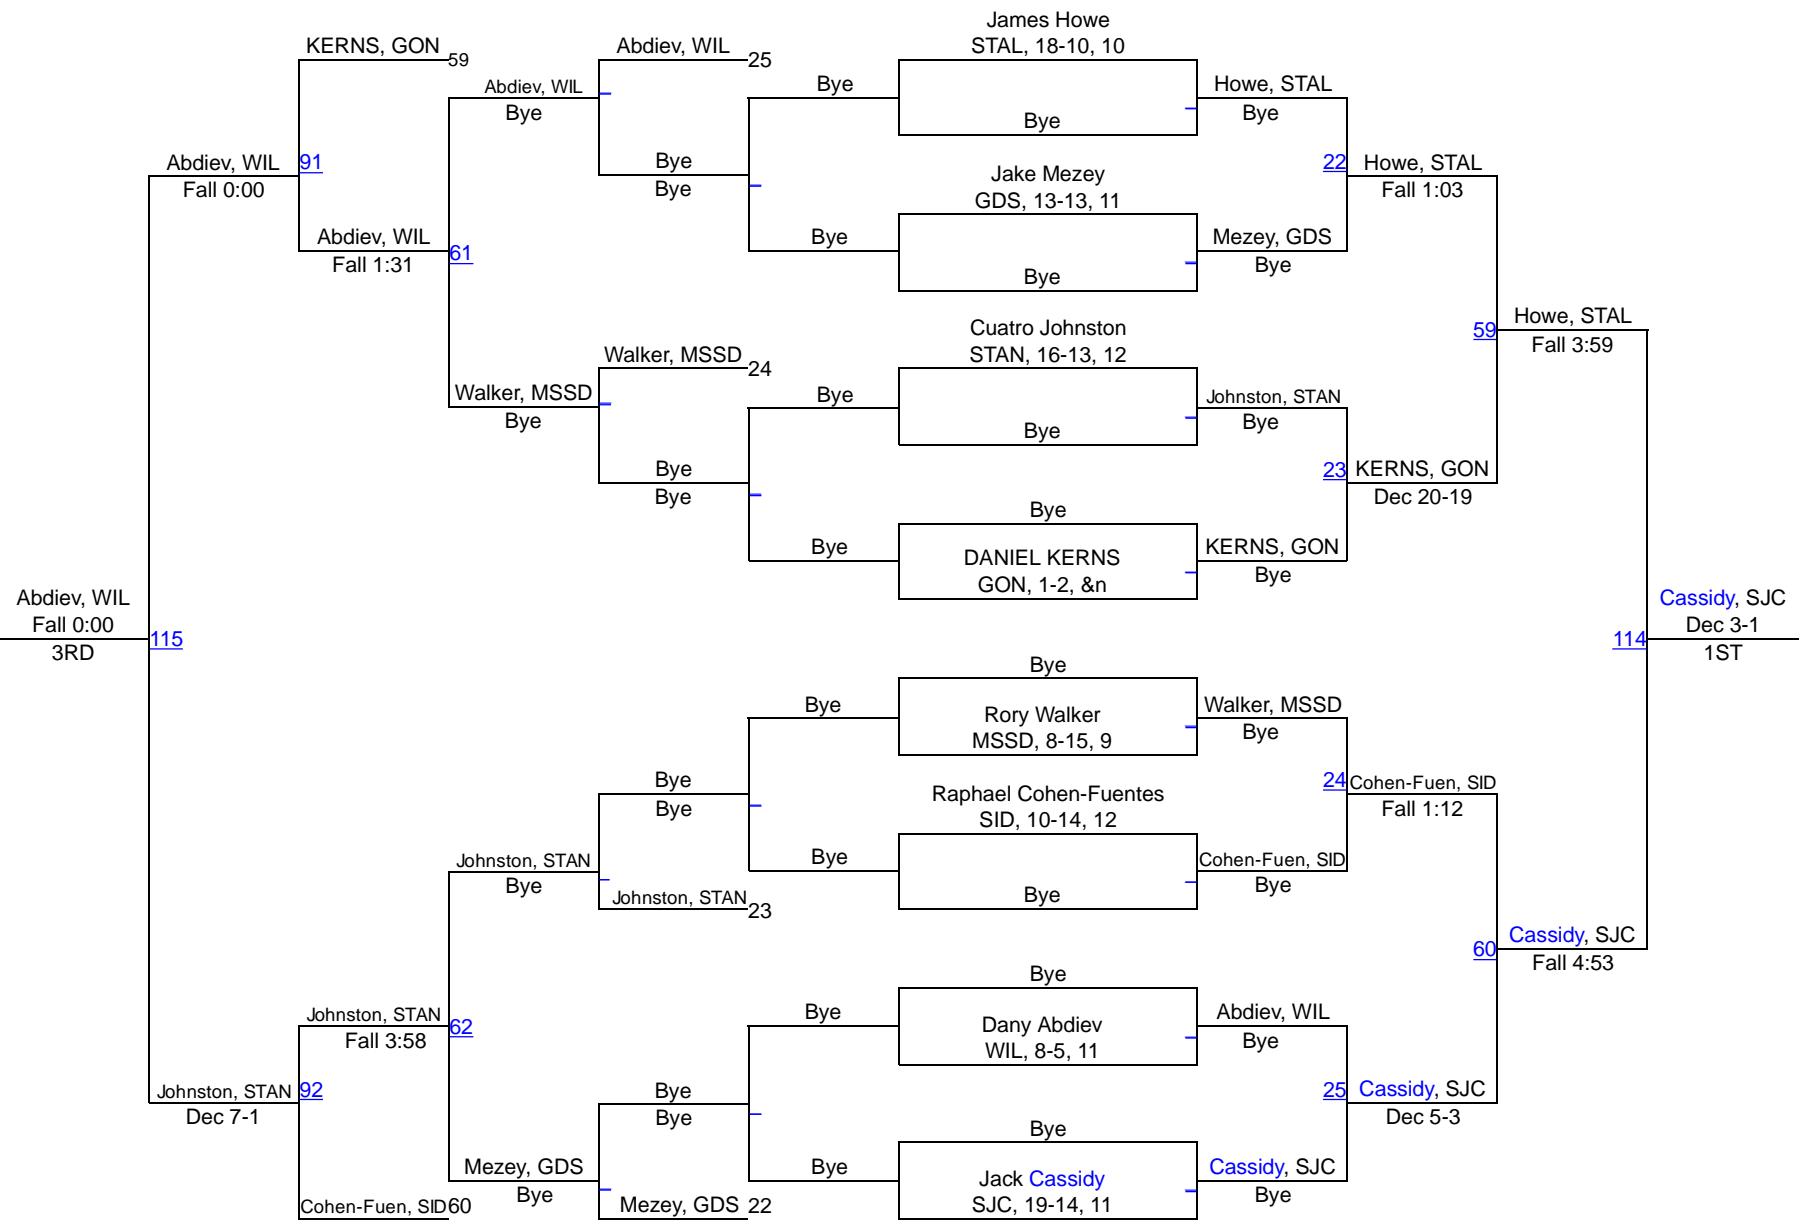 James Howe
KERNS, GON
59
Abdiev, WIL
25
STAL, 18-10, 10
Abdiev, WIL
Bye
Bye
Howe, STAL
Bye
Bye
Abdiev, WIL
Fall 0:00
91
Bye
Bye
Jake Mezey
GDS, 13-13, 11
22
Howe, STAL
Fall 1:03
Abdiev, WIL
Fall 1:31
61
Bye
Bye
Mezey, GDS
Bye
Cuatro Johnston
STAN, 16-13, 12
59
Howe, STAL
Fall 3:59
Walker, MSSD
24
Walker, MSSD
Bye
Bye
Bye
Johnston, STAN
Bye
Bye
Bye
23
KERNS, GON
Dec 20-19
Bye
Bye
DANIEL KERNS
GON, 1-2, &n
KERNS, GON
Bye
Abdiev, WIL
Fall 0:00
3RD
115
114
Cassidy, SJC
Dec 3-1
1ST
Bye
Bye
Rory Walker
MSSD, 8-15, 9
Walker, MSSD
Bye
Bye
Bye
Raphael Cohen-Fuentes
SID, 10-14, 12
24
Cohen-Fuen, SID
Fall 1:12
Johnston, STAN
Bye
Bye
Bye
Cohen-Fuen, SID
Bye
Johnston, STAN
23
60
Cassidy, SJC
Fall 4:53
Bye
Johnston, STAN
Fall 3:58
62
Bye
Dany Abdiev
WIL, 8-5, 11
Abdiev, WIL
Bye
Johnston, STAN
Dec 7-1
92
Bye
Bye
25
Cassidy, SJC
Dec 5-3
Bye
Mezey, GDS
Bye
Bye
Jack Cassidy
SJC, 19-14, 11
Cassidy, SJC
Bye
Cohen-Fuen, SID
60
Mezey, GDS
22